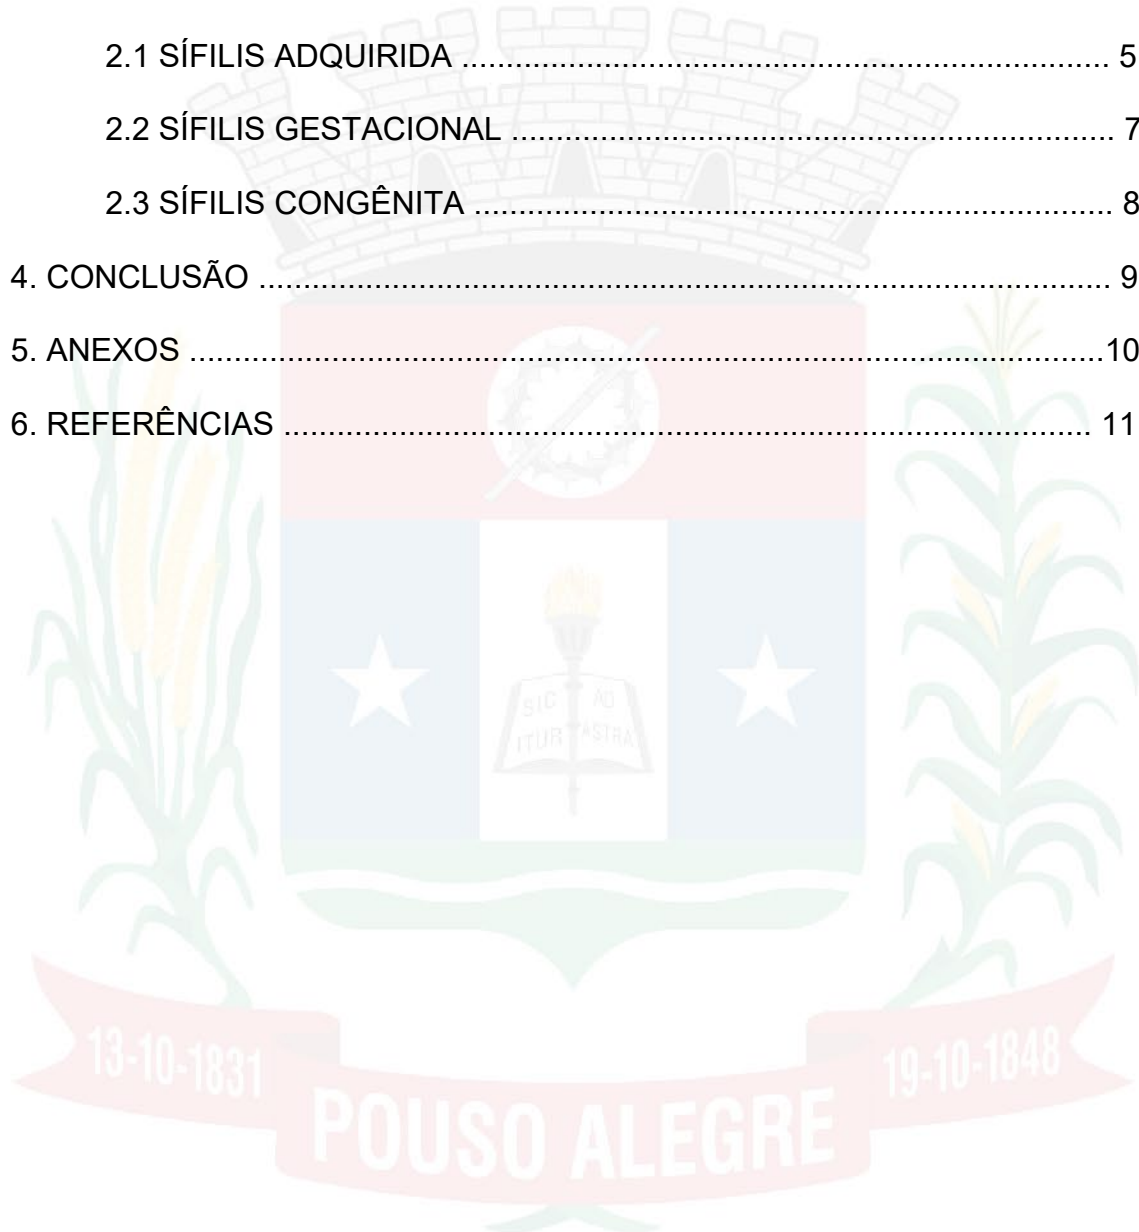 2.1 SÍFILIS ADQUIRIDA ........................................................................... 5
2.2 SÍFILIS GESTACIONAL ...................................................................... 7
2.3 SÍFILIS CONGÊNITA .......................................................................... 8
4. CONCLUSÃO ................................................................................................... 9
5. ANEXOS ..........................................................................................................10
6. REFERÊNCIAS .............................................................................................. 11
SIC AD
ITUR ASTRA
13-10-1831
19-10-1848
POUSO ALEGRE